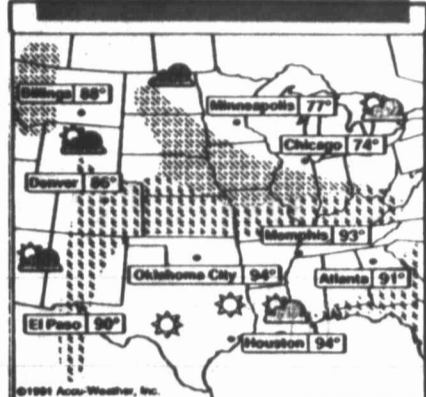 Billings 88°
Minneapolis 77°
Chicago 74°
Denver 86°
Memphis 93°
Oklahoma City 94°
Atlanta 91°
El Paso 90°
Houston 94°
©1991 Accu-Weather, Inc.